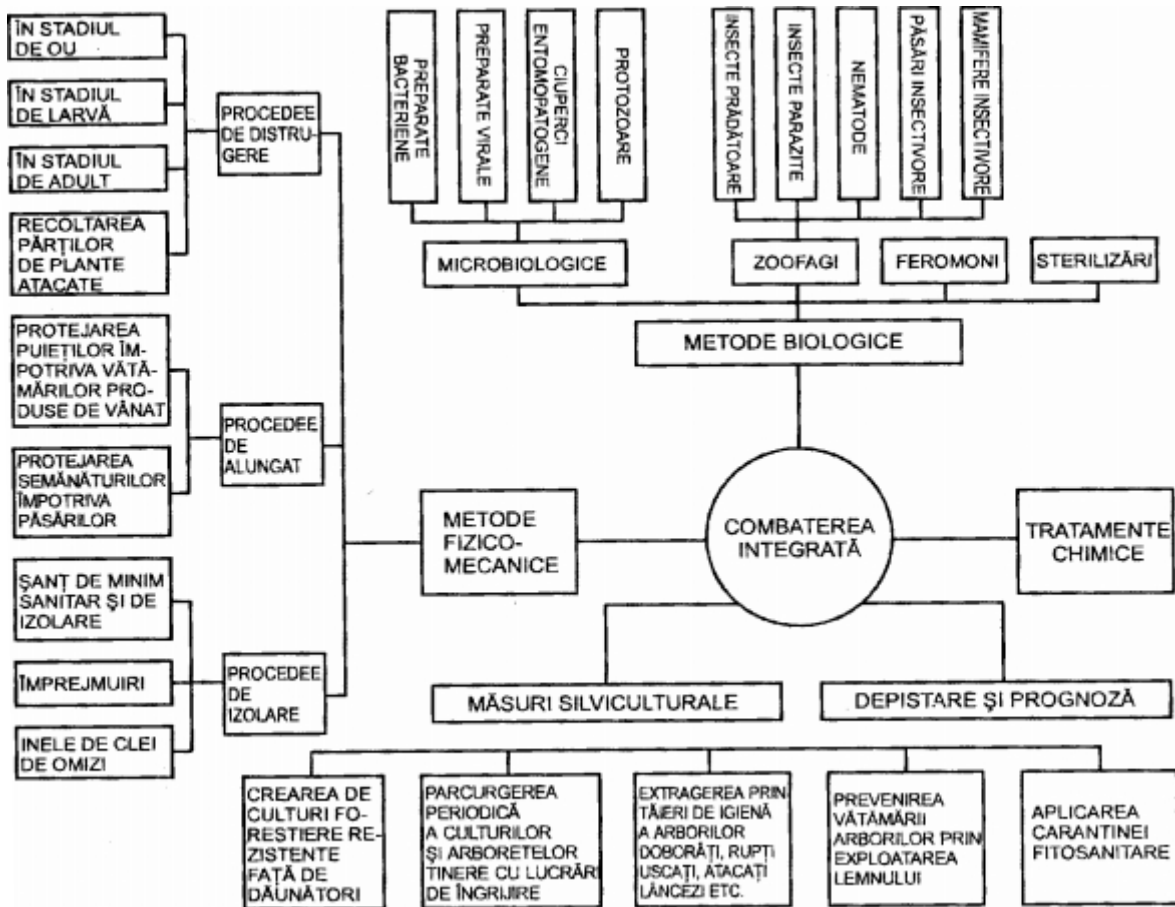 ÎN STADIUL
DE OU
ÎN STADIUL
DE LARVĂ
ÎN STADIUL
DE ADULT
RECOLTAREA
PĂRȚILOR
DE PLANTE
ATACATE
PROCEDEE
DE DISTRU-
GERE
PROTEJAREA
PUIEȚILOR ÎM-
POTRIVA VĂTĂ-
MĂRILOR PRO-
DUSE DE VÂNAT
PROTEJAREA
SEMĂNĂTURILOR
ÎMPOTRIVA
PĂSĂRILOR
PROCEDEE
DE
ALUNGAT
ȘANȚ DE MINIM
SANITAR ȘI DE
IZOLARE
ÎMPREJMUIRI
INELE DE CLEI
DE OMIZI
PROCEDEE
DE
IZOLARE
METODE
FIZICO-
MECANICE
PREPARATE
BACTERIENE
PREPARATE VIRALE
CIUPERCI
ENTOMOPATOGENE
PROTOZOARE
INSECTE PRĂDĂTOARE
INSECTE PARAZITE
NEMATODE
PĂSĂRI INSECTIVORE
MAMIFERE INSECTIVORE
MICROBIOLOGICE
ZOOFAGI
FEROMONI
STERILIZĂRI
METODE BIOLOGICE
COMBATEREA
INTEGRATĂ
TRATAMENTE
CHIMICE
MĂSURI SILVICULTURALE
DEPISTARE ȘI PROGNOZĂ
CREAREA DE
CULTURI FO-
RESTIERE RE-
ZISTENTE
FAȚĂ DE
DĂUNĂTORI
PARCURGEREA
PERIODICĂ
A CULTURILOR
ȘI ARBORETELOR
TINERE CU LUCRĂRI
DE ÎNGRIJIRE
EXTRAGEREA PRIN
TĂIERI DE IGIENĂ
A ARBORILOR
DOBORÂȚI, RUPȚI
USCAȚI, ATACAȚI
LÂNCEZI ETC.
PREVENIREA
VĂTĂMĂRII
ARBORILOR PRIN
EXPLOATAREA
LEMNULUI
APLICAREA
CARANTINEI
FITOSANITARE